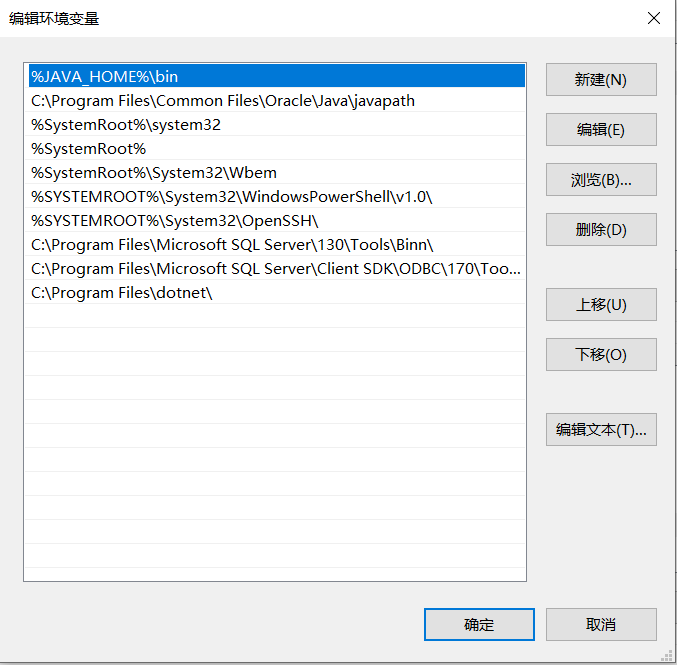 编辑环境变量
%JAVA_HOME%\bin
新建(N)
C:\Program Files\Common Files\Oracle\Java\javapath
%SystemRoot%\system32
编辑(E)
%SystemRoot%
%SystemRoot%\System32\Wbem
浏览(B)...
%SYSTEMROOT%\System32\WindowsPowerShell\v1.0\
%SYSTEMROOT%\System32\OpenSSH\
删除(D)
C:\Program Files\Microsoft SQL Server\130\Tools\Binn\
C:\Program Files\Microsoft SQL Server\Client SDK\ODBC\170\Too...
C:\Program Files\dotnet\
上移(U)
下移(O)
编辑文本(T)...
确定
取消